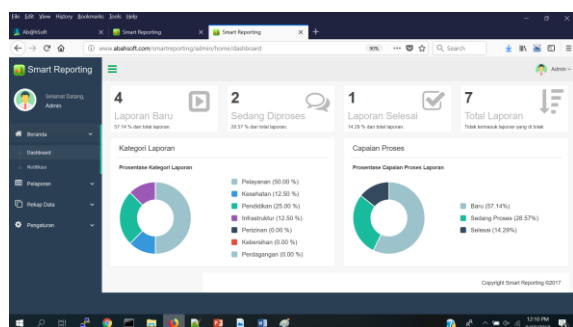 File Edit View History Bookmarks Tools Help
Ab@hSoft
Smart Reporting
Smart Reporting
www.abahsoft.com/smartreporting/admin/home/dashboard
90%
Search
Smart Reporting
Admin
Selamat Datang,
Admin
Beranda
Dashboard
Notifikasi
Pelaporan
Rekap Data
Pengaturan
4
Laporan Baru
57.14 % dari total laporan
2
Sedang Diproses
28.57 % dari total laporan
1
Laporan Selesai
14.29 % dari total laporan
7
Total Laporan
Tidak termasuk laporan yang di tolak
Kategori Laporan
Prosentase Kategori Laporan
Pelayanan (50.00 %)
Kesehatan (12.50 %)
Pendidikan (25.00 %)
Infrastruktur (12.50 %)
Perizinan (0.00 %)
Kebersihan (0.00 %)
Perdagangan (0.00 %)
Capaian Proses
Prosentase Capaian Proses Laporan
Baru (57.14%)
Sedang Proses (28.57%)
Selesai (14.29%)
Copyright Smart Reporting ©2017
12:10 PM